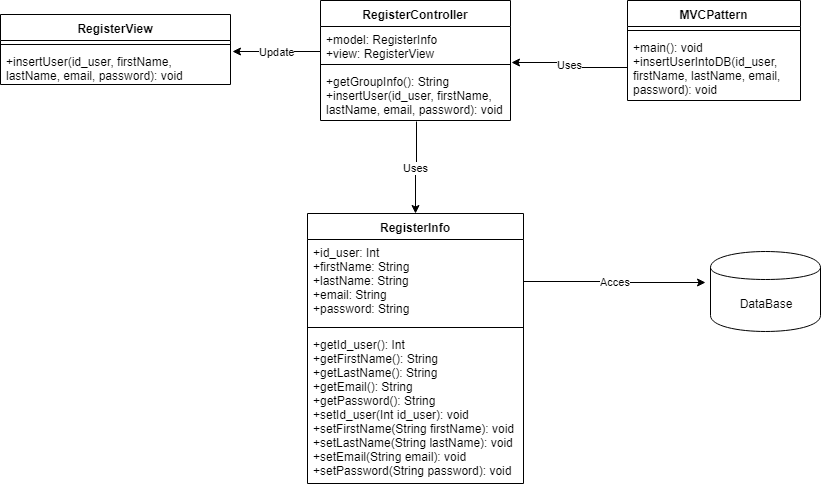 RegisterView
+insertUser(id_user, firstName,
lastName, email, password): void
Update
RegisterController
+model: RegisterInfo
+view: RegisterView
+getGroupInfo(): String
+insertUser(id_user, firstName,
lastName, email, password): void
Uses
MVCPattern
+main(): void
+insertUserIntoDB(id_user,
firstName, lastName, email,
password): void
Uses
RegisterInfo
+id_user: Int
+firstName: String
+lastName: String
+email: String
+password: String
+getId_user(): Int
+getFirstName(): String
+getLastName(): String
+getEmail(): String
+getPassword(): String
+setId_user(Int id_user): void
+setFirstName(String firstName): void
+setLastName(String lastName): void
+setEmail(String email): void
+setPassword(String password): void
Acces
DataBase